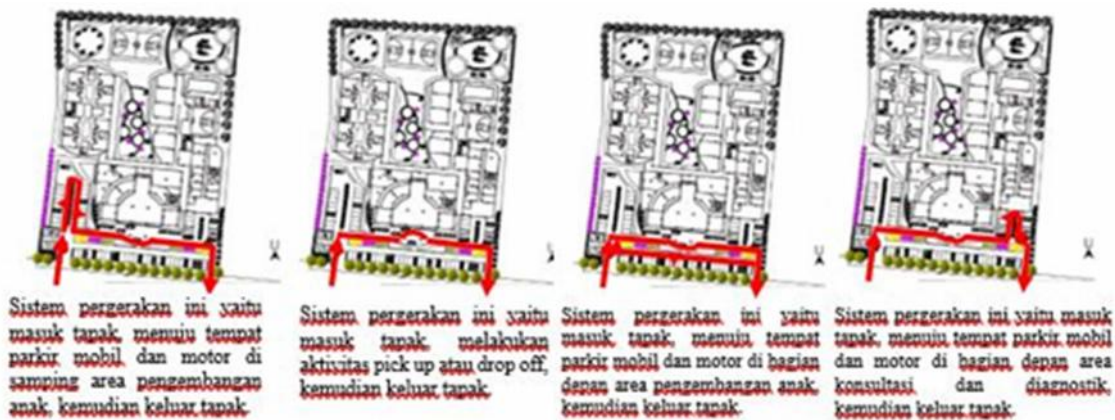 U
U
U
Sistem pergerakan ini yaitu
masuk tapak, menuju tempat
parkir mobil dan motor di
samping area pengembangan
anak, kemudian keluar tapak.
Sistem pergerakan ini yaitu
masuk tapak, melakukan
aktivitas pick up atau drop off,
kemudian keluar tapak.
Sistem pergerakan ini yaitu
masuk tapak, menuju tempat
parkir mobil dan motor di bagian
depan area pengembangan anak,
kemudian keluar tapak.
Sistem pergerakan ini yaitu masuk
tapak, menuju tempat parkir mobil
dan motor di bagian depan area
konsultasi dan diagnostik,
kemudian keluar tapak.